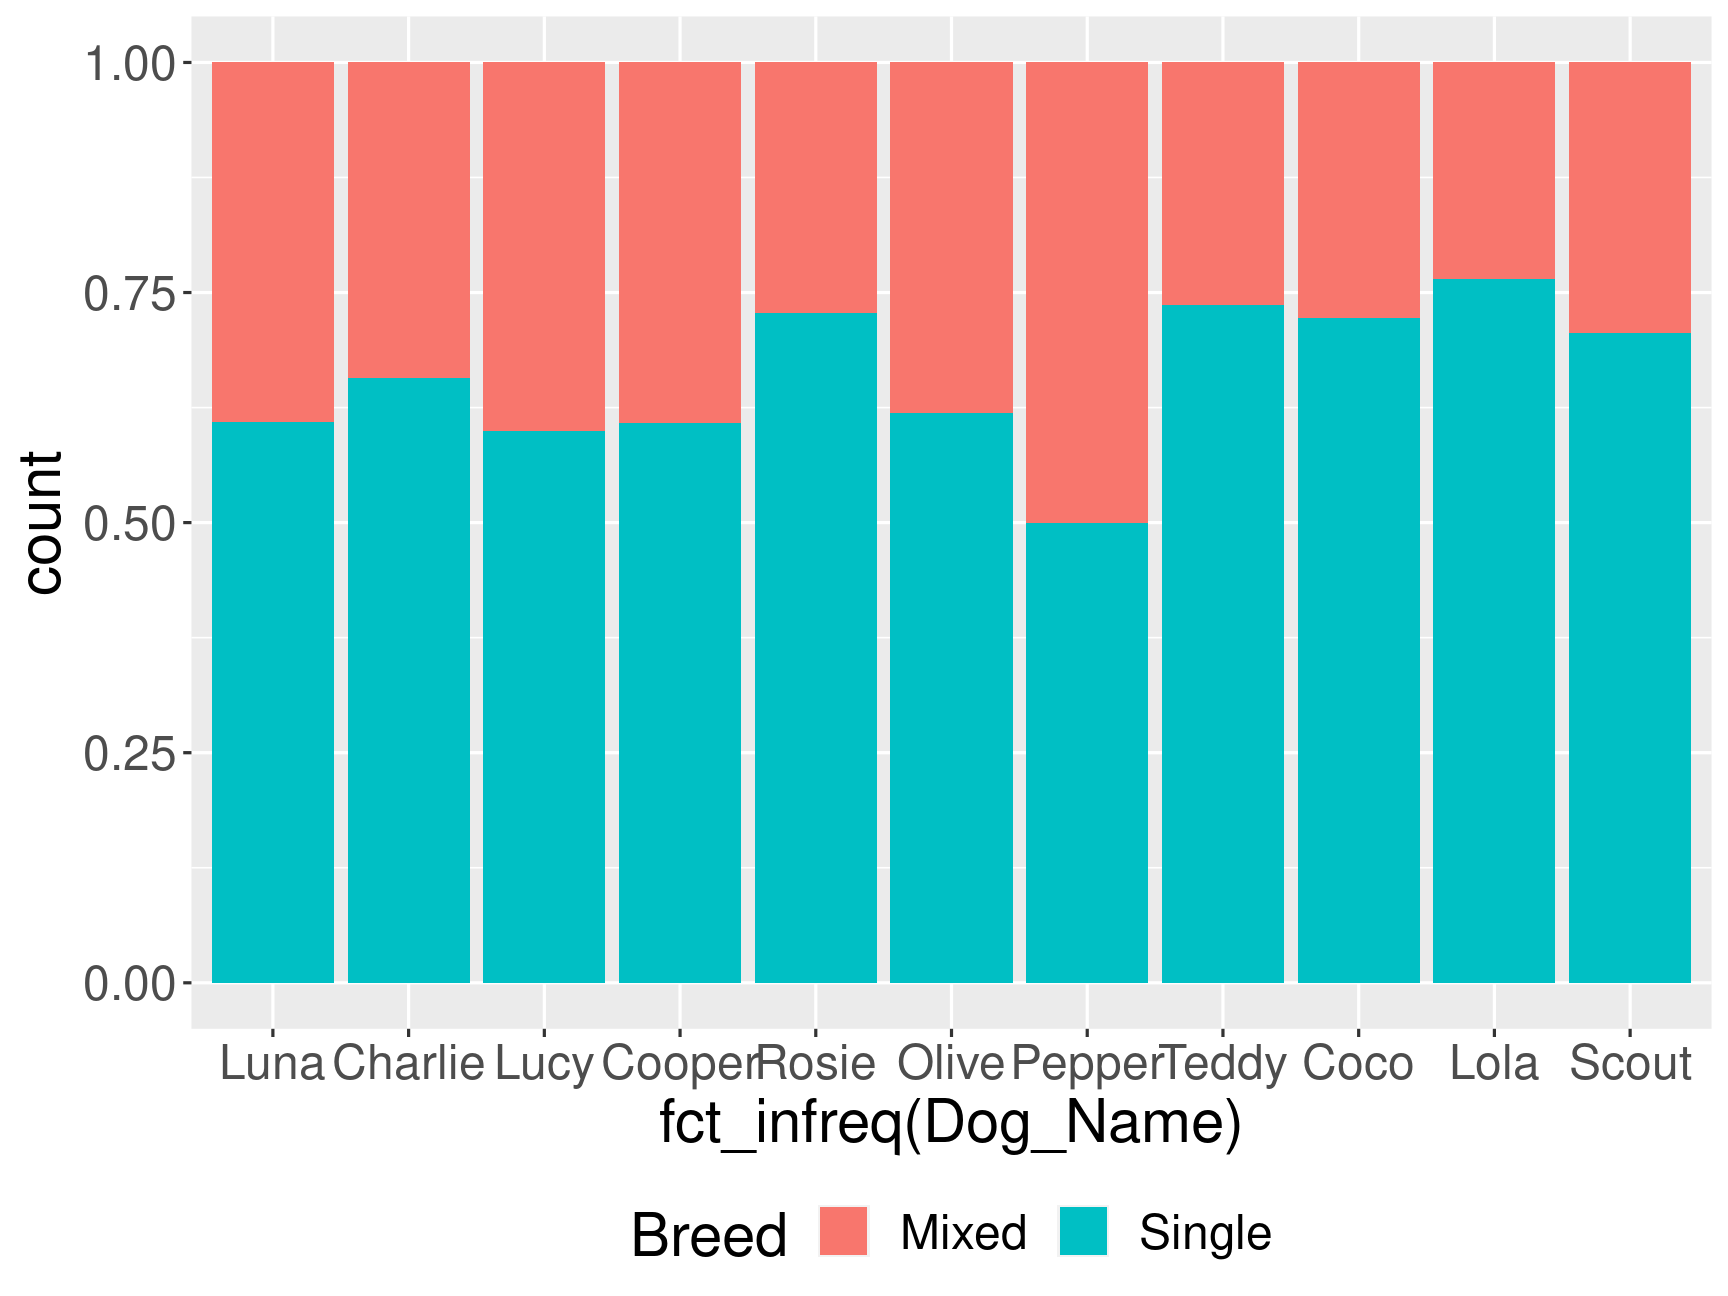 1.00
0.75
0.50
0.25
0.00
count
Luna Charlie Lucy Cooper Rosie Olive Pepper Teddy Coco Lola Scout
fct_infreq(Dog_Name)
Breed Mixed Single